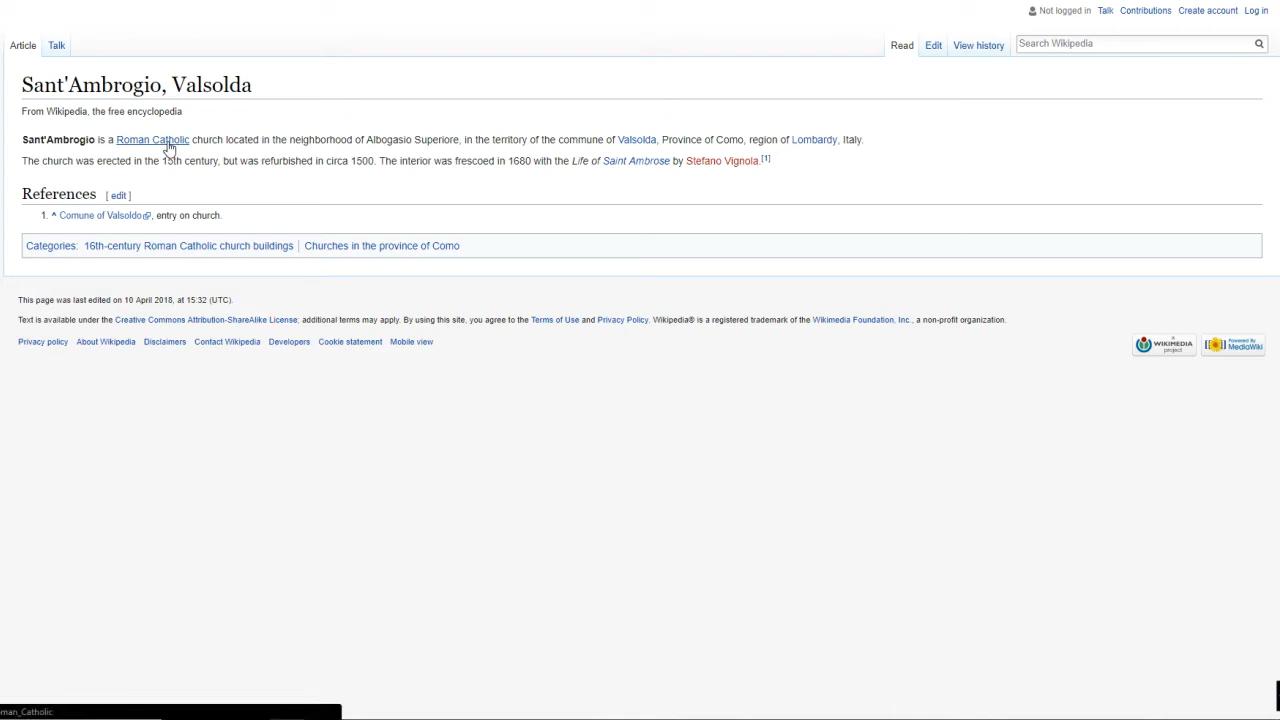 Not logged in Talk Contributions Create account Log in
Article Talk Read Edit View history Search Wikipedia
Sant'Ambrogio, Valsolda
From Wikipedia, the free encyclopedia
Sant'Ambrogio is a Roman Catholic church located in the neighborhood of Albogasio Superiore, in the territory of the commune of Valsolda, Province of Como, region of Lombardy, Italy.
The church was erected in the 15th century, but was refurbished in circa 1500. The interior was frescoed in 1680 with the Life of Saint Ambrose by Stefano Vignola.[1]
References [ edit ]
1. ^ Comune of Valsoldo, entry on church.
Categories: 16th-century Roman Catholic church buildings | Churches in the province of Como
This page was last edited on 10 April 2018, at 15:32 (UTC).
Text is available under the Creative Commons Attribution-ShareAlike License; additional terms may apply. By using this site, you agree to the Terms of Use and Privacy Policy. Wikipedia® is a registered trademark of the Wikimedia Foundation, Inc., a non-profit organization.
Privacy policy About Wikipedia Disclaimers Contact Wikipedia Developers Cookie statement Mobile view
A WIKIMEDIA project
Powered By MediaWiki
man_Catholic